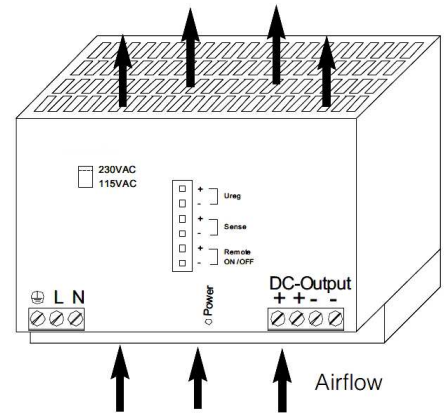 230VAC
115VAC
+
- Ureg
+
- Sense
+ Remote
- ON/OFF
L N
Power
DC-Output
+ + - -
Airflow